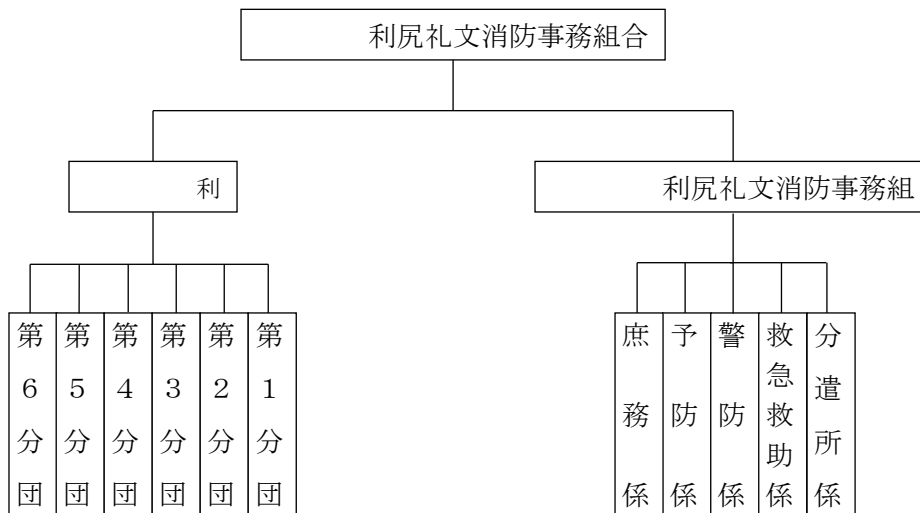 利尻礼文消防事務組合
利
利尻礼文消防事務組
第6分団
第5分団
第4分団
第3分団
第2分団
第1分団
庶務係
予防係
警防係
救急救助係
分遣所係